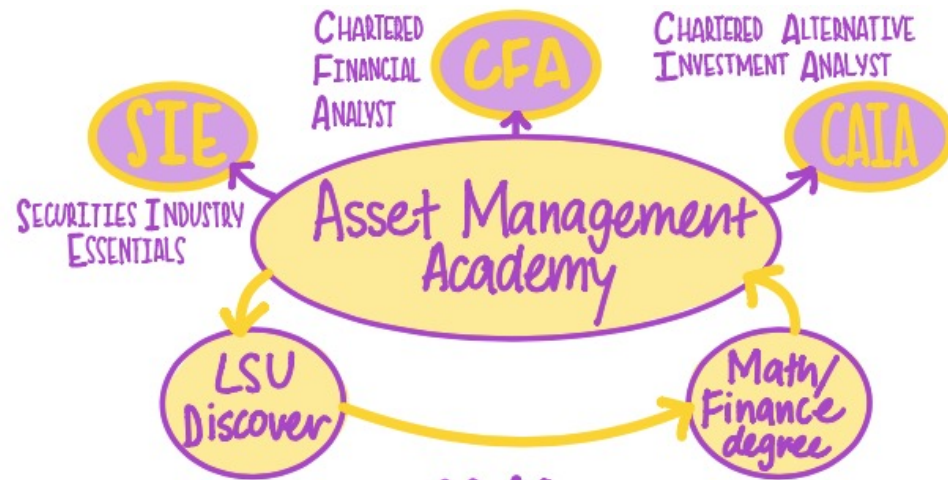 CHARTERED
FINANCIAL
ANALYST
CFA
CHARTERED ALTERNATIVE
INVESTMENT ANALYST
SIE
CAIA
SECURITIES INDUSTRY
ESSENTIALS
Asset Management
Academy
LSU
Discover
Math/
Finance
degree